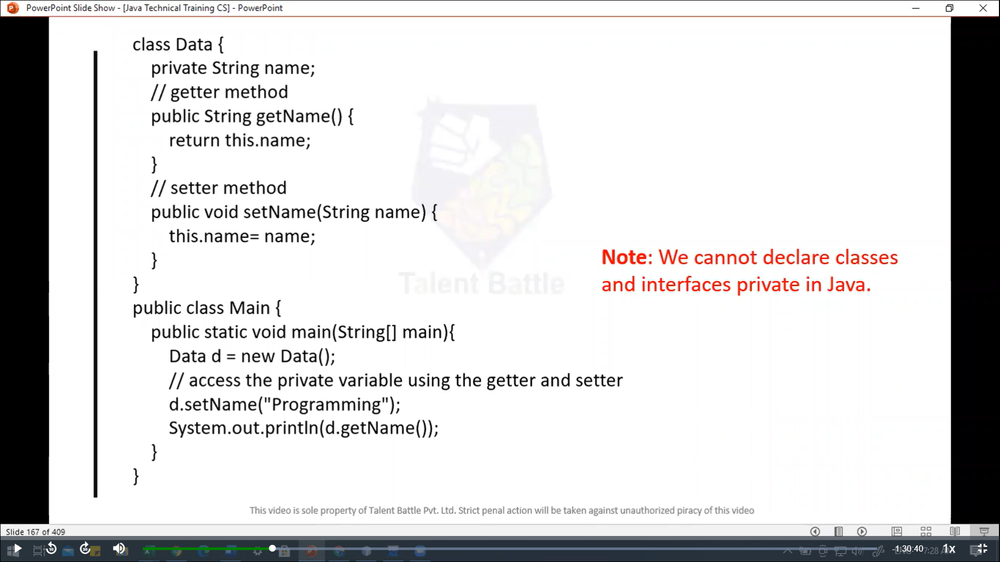 PowerPoint Slide Show - [Java Technical Training CS] - PowerPoint
class Data {
private String name;
// getter method
public String getName() {
return this.name;
}
// setter method
public void setName(String name) {
this.name= name;
}
}
public class Main {
public static void main(String[] main){
Data d = new Data();
// access the private variable using the getter and setter
d.setName("Programming");
System.out.println(d.getName());
}
}
Note: We cannot declare classes
and interfaces private in Java.
Talent Battle
This video is sole property of Talent Battle Pvt. Ltd. Strict penal action will be taken against unauthorized piracy of this video
Slide 167 of 409
10
30
-1:30:40
7:28
1x